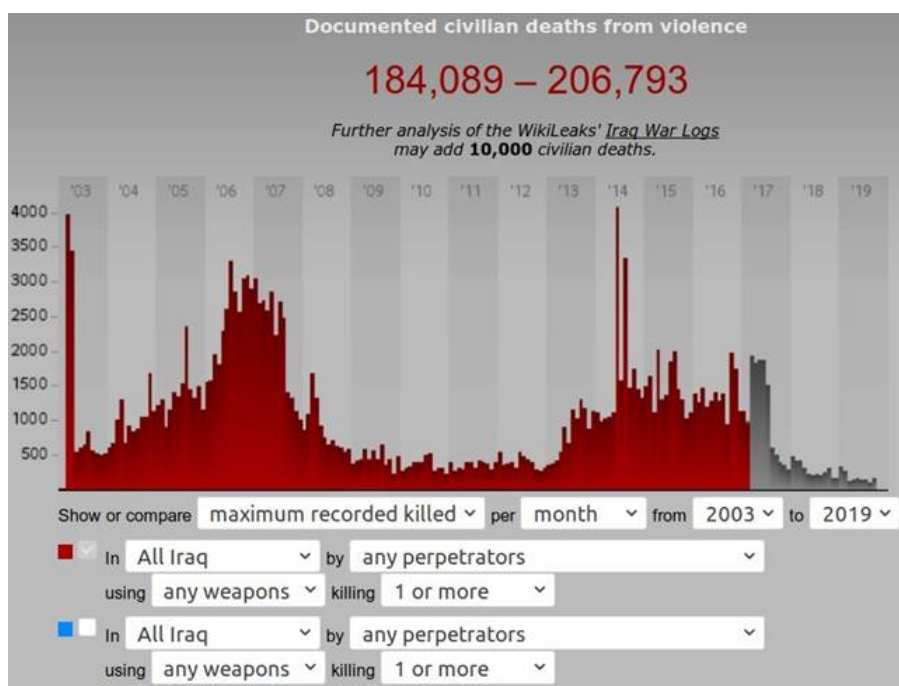 Documented civilian deaths from violence
184,089 – 206,793
Further analysis of the WikiLeaks' Iraq War Logs
may add 10,000 civilian deaths.
'03 '04 '05 '06 '07 '08 '09 '10 '11 '12 '13 '14 '15 '16 '17 '18 '19
4000
3500
3000
2500
2000
1500
1000
500
Show or compare maximum recorded killed per month from 2003 to 2019
In All Iraq by any perpetrators
using any weapons killing 1 or more
In All Iraq by any perpetrators
using any weapons killing 1 or more